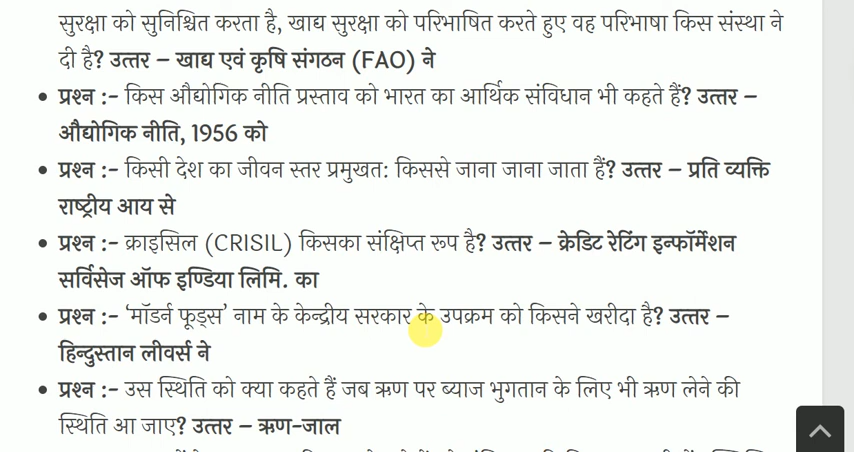 सुरक्षा को सुनिश्चित करता है, खाद्य सुरक्षा को परिभाषित करते हुए वह परिभाषा किस संस्था ने
दी है? उत्तर – खाद्य एवं कृषि संगठन (FAO) ने
• प्रश्न :- किस औद्योगिक नीति प्रस्ताव को भारत का आर्थिक संविधान भी कहते हैं? उत्तर –
औद्योगिक नीति, 1956 को
• प्रश्न :- किसी देश का जीवन स्तर प्रमुखत: किससे जाना जाना जाता हैं? उत्तर – प्रति व्यक्ति
राष्ट्रीय आय से
• प्रश्न :- क्राइसिल (CRISIL) किसका संक्षिप्त रूप है? उत्तर – क्रेडिट रेटिंग इन्फॉर्मेशन
सर्विसेज ऑफ इण्डिया लिमि. का
• प्रश्न :- ‘मॉडर्न फूड्स’ नाम के केन्द्रीय सरकार के उपक्रम को किसने खरीदा है? उत्तर –
हिन्दुस्तान लीवर्स ने
• प्रश्न :- उस स्थिति को क्या कहते हैं जब ऋण पर ब्याज भुगतान के लिए भी ऋण लेने की
स्थिति आ जाए? उत्तर – ऋण-जाल